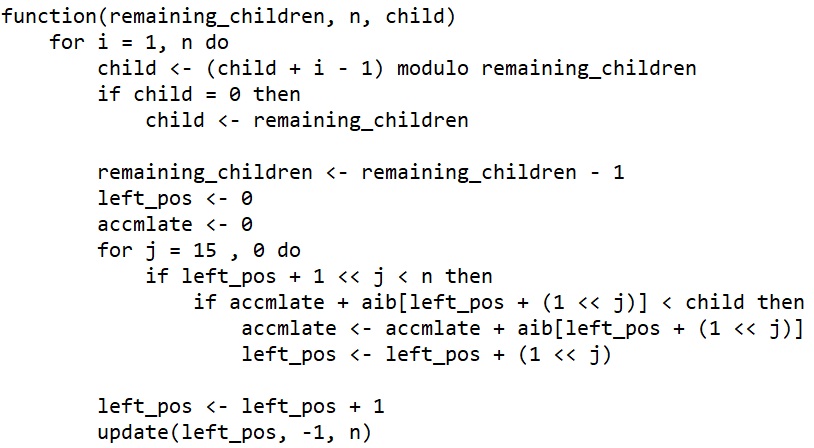 function(remaining_children, n, child)
    for i = 1, n do
        child <- (child + i - 1) modulo remaining_children
        if child = 0 then
            child <- remaining_children

        remaining_children <- remaining_children - 1
        left_pos <- 0
        accmlate <- 0
        for j = 15 , 0 do
            if left_pos + 1 << j < n then
                if accmlate + aib[left_pos + (1 << j)] < child then
                    accmlate <- accmlate + aib[left_pos + (1 << j)]
                    left_pos <- left_pos + (1 << j)

        left_pos <- left_pos + 1
        update(left_pos, -1, n)